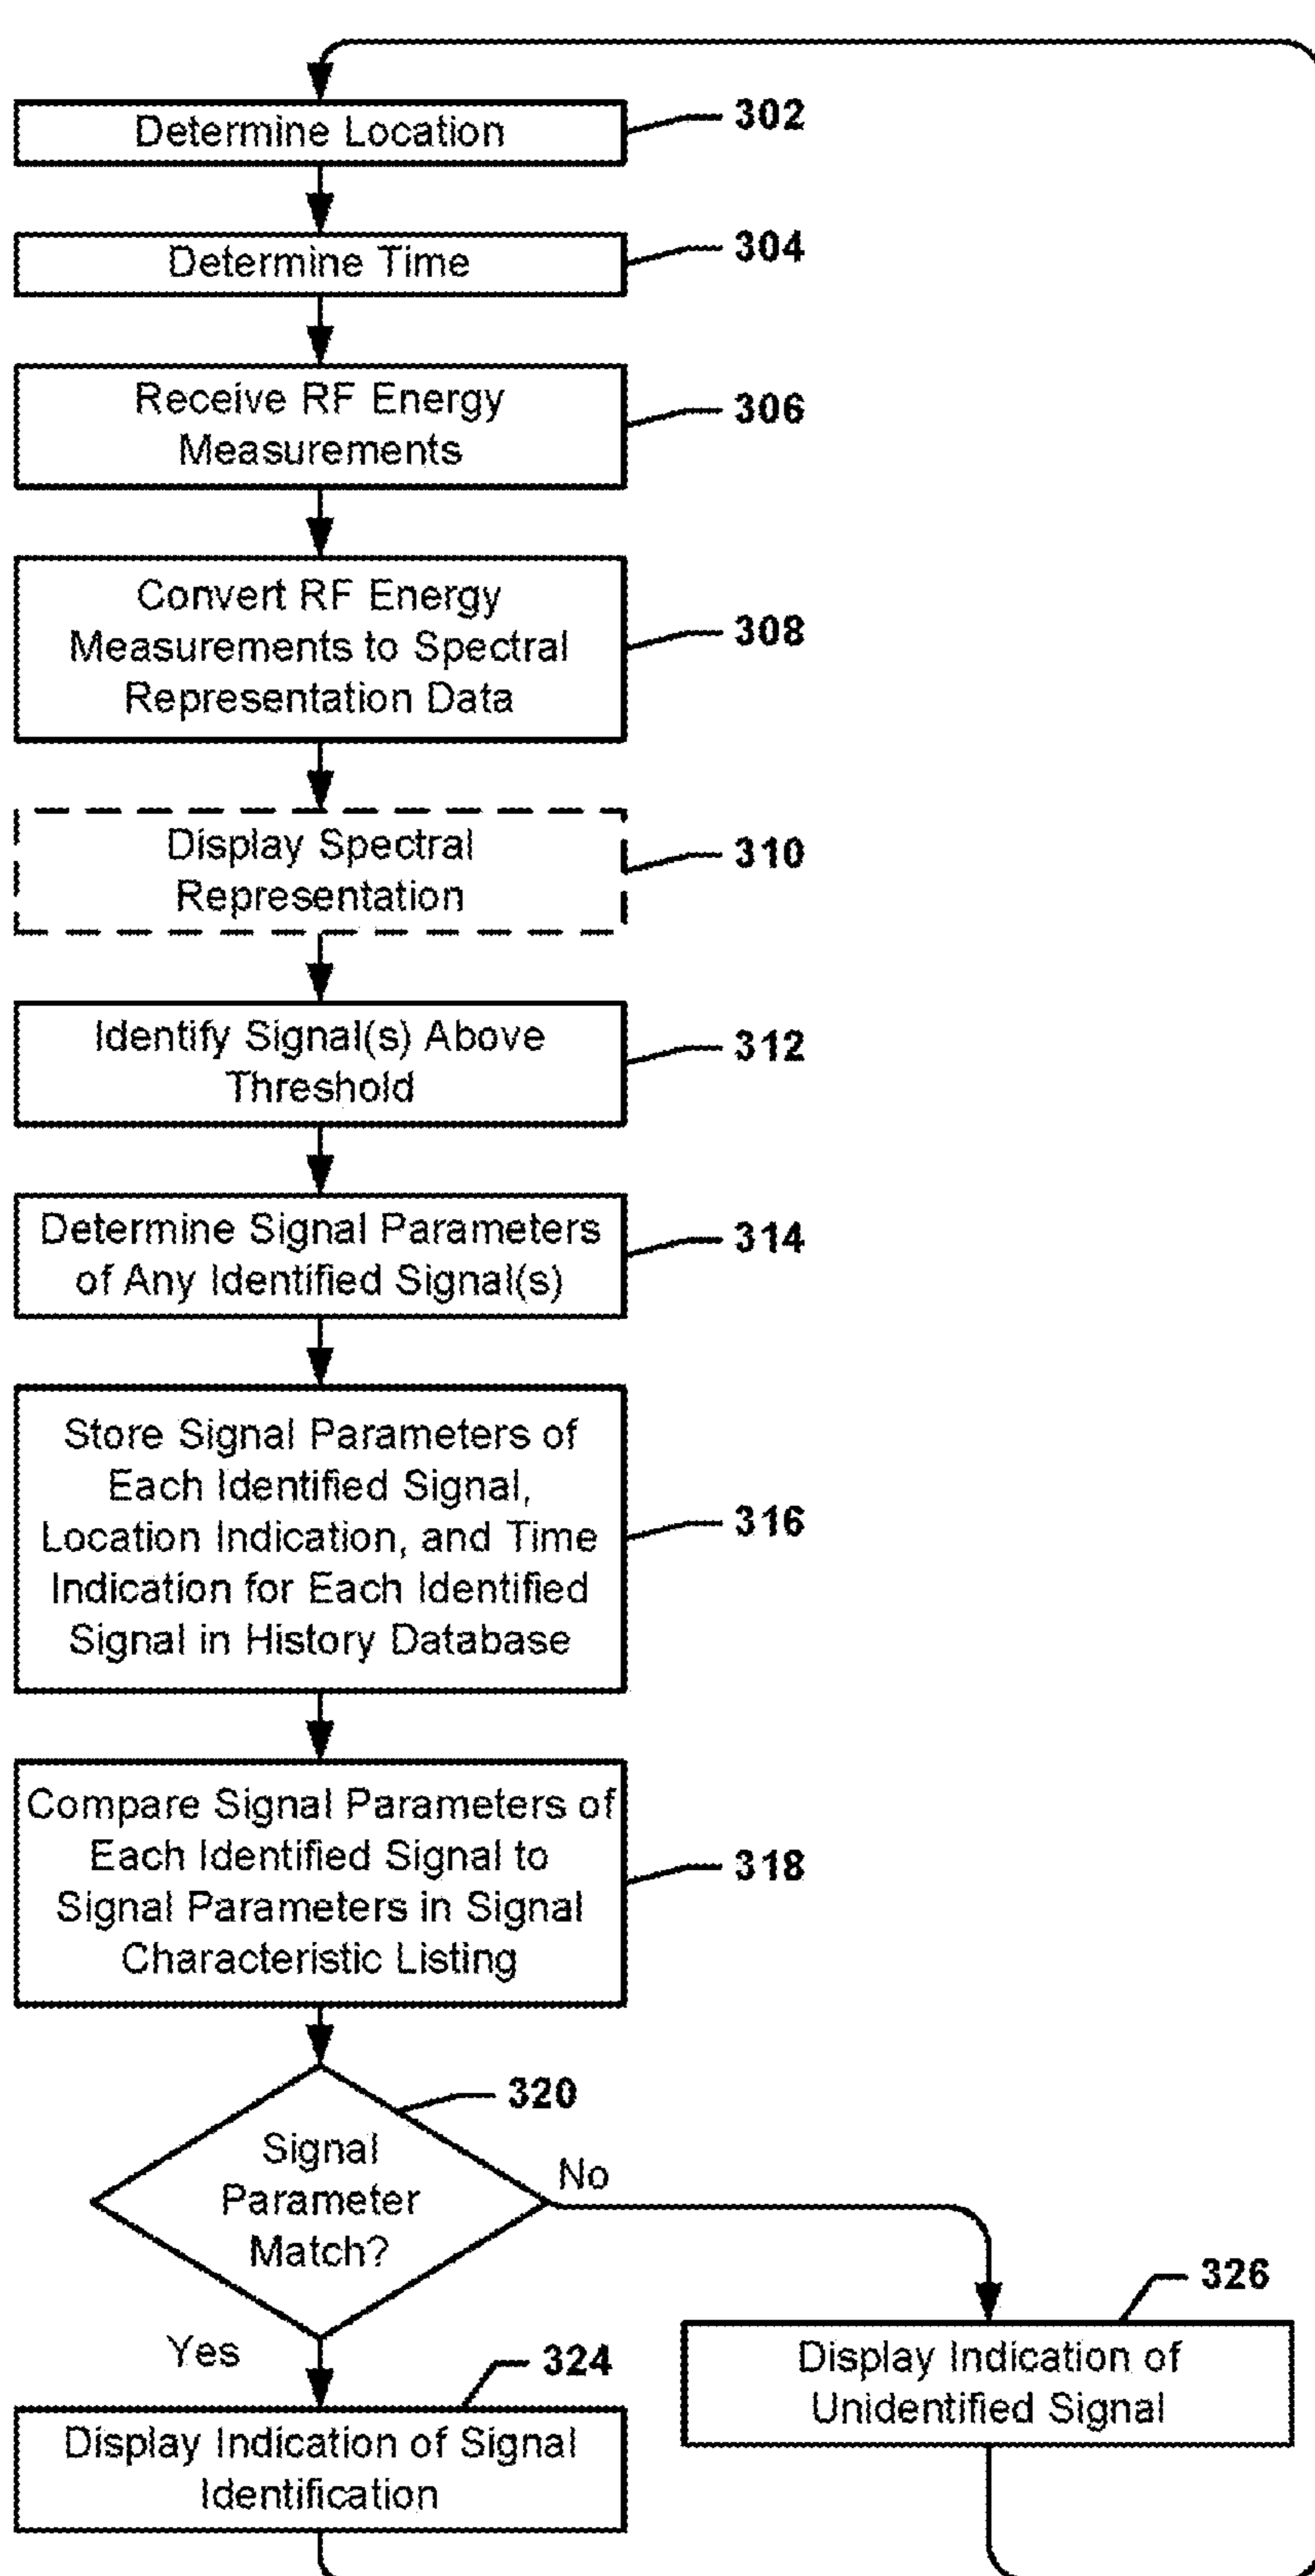 Determine Location
302
Determine Time
304
Receive RF Energy
Measurements
306
Convert RF Energy
Measurements to Spectral
Representation Data
308
Display Spectral
Representation
310
Identify Signal(s) Above
Threshold
312
Determine Signal Parameters
of Any Identified Signal(s)
314
Store Signal Parameters of
Each Identified Signal,
Location Indication, and Time
Indication for Each Identified
Signal in History Database
316
Compare Signal Parameters of
Each Identified Signal to
Signal Parameters in Signal
Characteristic Listing
318
320
Signal
Parameter
Match?
No
Yes
326
Display Indication of
Unidentified Signal
324
Display Indication of Signal
Identification